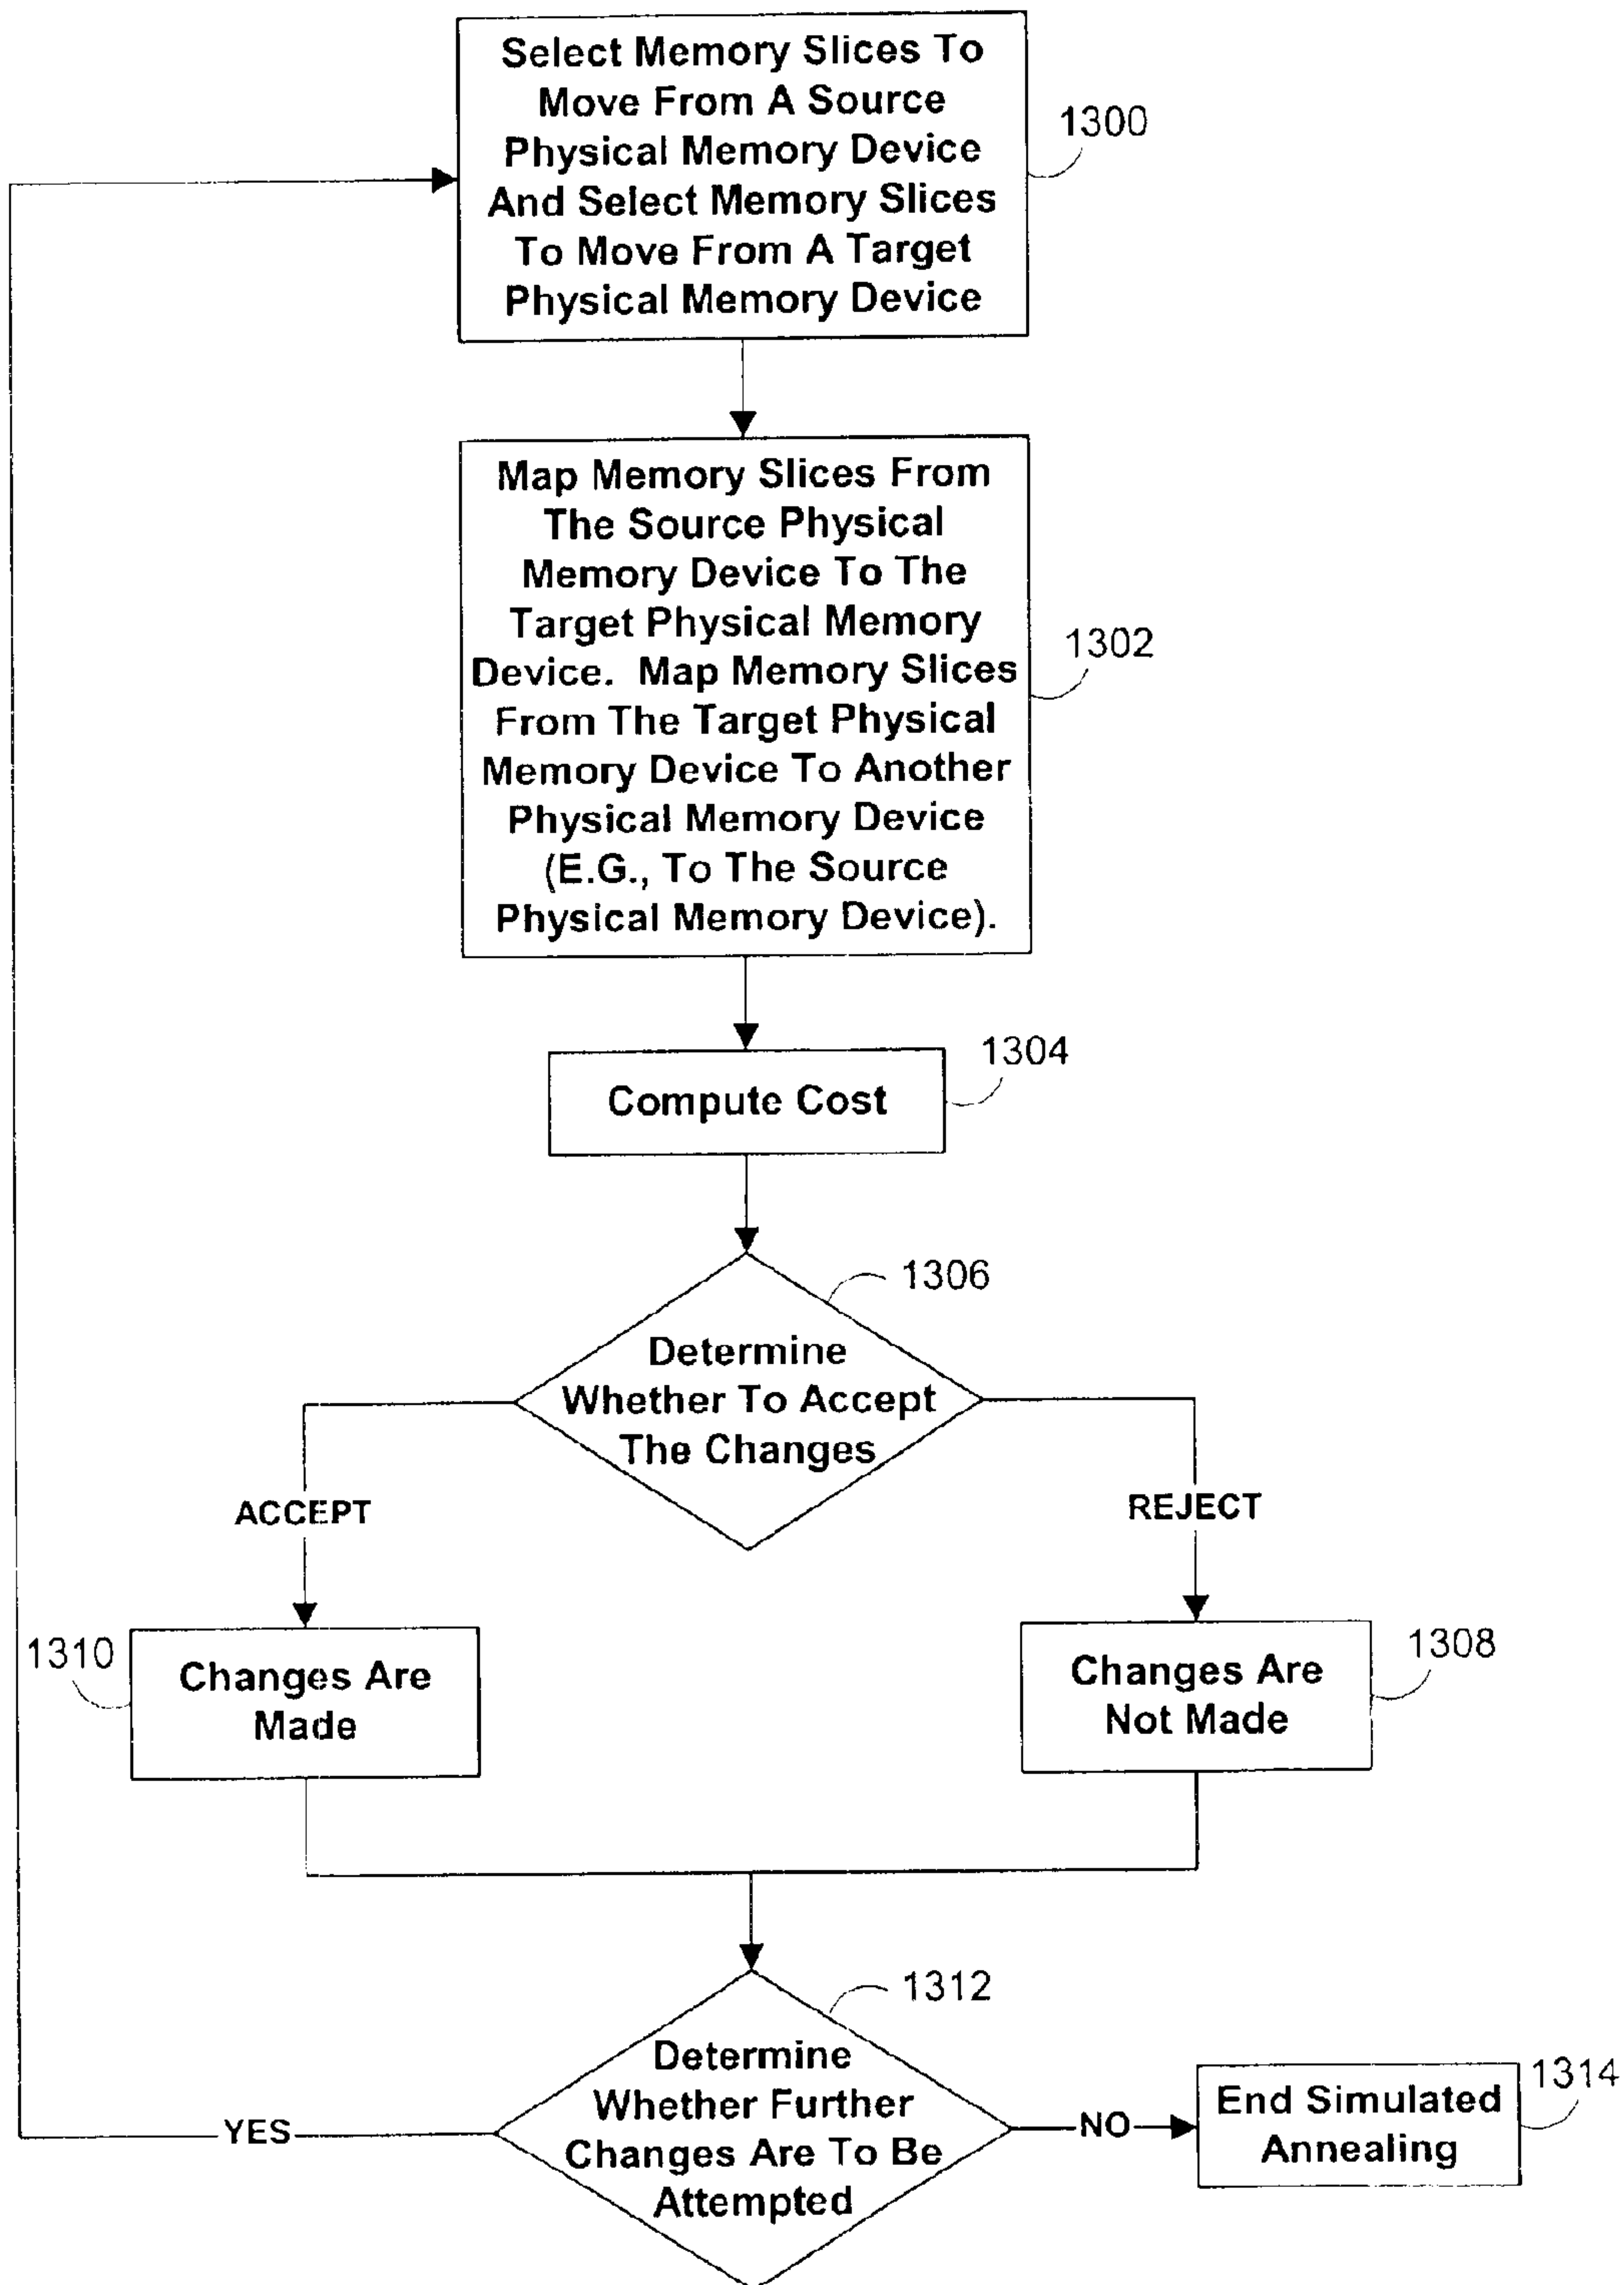 Select Memory Slices To
Move From A Source
Physical Memory Device
And Select Memory Slices
To Move From A Target
Physical Memory Device
1300
Map Memory Slices From
The Source Physical
Memory Device To The
Target Physical Memory
Device. Map Memory Slices
From The Target Physical
Memory Device To Another
Physical Memory Device
(E.G., To The Source
Physical Memory Device).
1302
Compute Cost
1304
1306
Determine
Whether To Accept
The Changes
ACCEPT
REJECT
1310
Changes Are
Made
Changes Are
Not Made
1308
1312
Determine
Whether Further
Changes Are To Be
Attempted
YES
NO
End Simulated
Annealing
1314